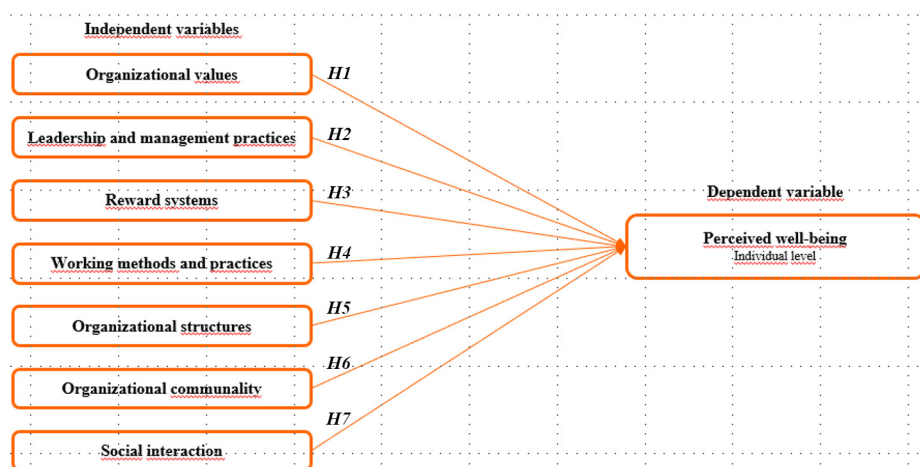 Independent variables
Organizational values
H1
Leadership and management practices
H2
Reward systems
H3
Working methods and practices
H4
Organizational structures
H5
Organizational communality
H6
Social interaction
H7
Dependent variable
Perceived well-being
Individual level